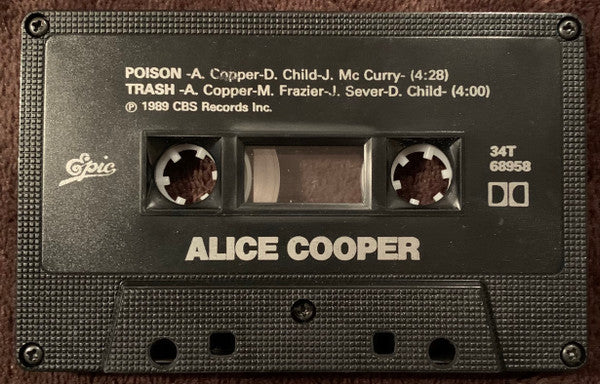 POISON -A. Copper-D. Child-J. Mc Curry- (4:28)
TRASH -A. Copper-M. Frazier-J. Sever-D. Child- (4:00)
℗ 1989 CBS Records Inc.
Epic
34T
68958
ALICE COOPER